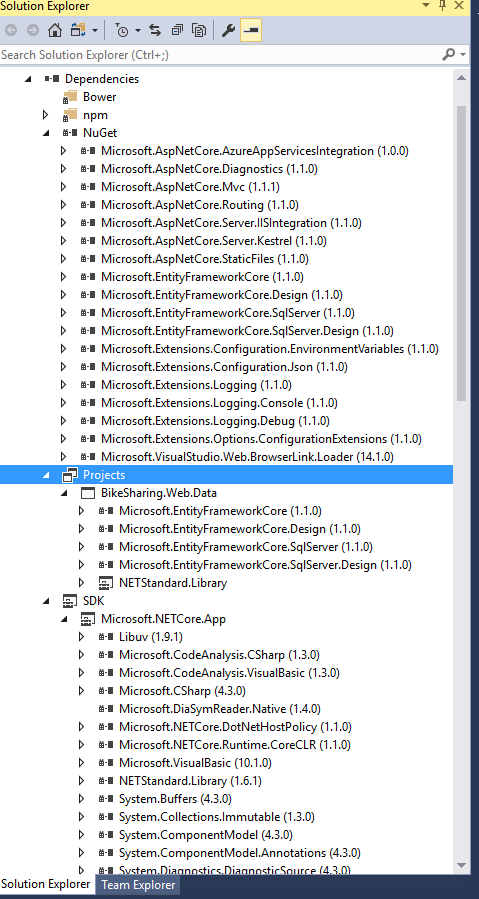 Solution Explorer
Search Solution Explorer (Ctrl+;)
Dependencies
Bower
npm
NuGet
Microsoft.AspNetCore.AzureAppServicesIntegration (1.0.0)
Microsoft.AspNetCore.Diagnostics (1.1.0)
Microsoft.AspNetCore.Mvc (1.1.1)
Microsoft.AspNetCore.Routing (1.1.0)
Microsoft.AspNetCore.Server.IISIntegration (1.1.0)
Microsoft.AspNetCore.Server.Kestrel (1.1.0)
Microsoft.AspNetCore.StaticFiles (1.1.0)
Microsoft.EntityFrameworkCore (1.1.0)
Microsoft.EntityFrameworkCore.Design (1.1.0)
Microsoft.EntityFrameworkCore.SqlServer (1.1.0)
Microsoft.EntityFrameworkCore.SqlServer.Design (1.1.0)
Microsoft.Extensions.Configuration.EnvironmentVariables (1.1.0)
Microsoft.Extensions.Configuration.Json (1.1.0)
Microsoft.Extensions.Logging (1.1.0)
Microsoft.Extensions.Logging.Console (1.1.0)
Microsoft.Extensions.Logging.Debug (1.1.0)
Microsoft.Extensions.Options.ConfigurationExtensions (1.1.0)
Microsoft.VisualStudio.Web.BrowserLink.Loader (14.1.0)
Projects
BikeSharing.Web.Data
Microsoft.EntityFrameworkCore (1.1.0)
Microsoft.EntityFrameworkCore.Design (1.1.0)
Microsoft.EntityFrameworkCore.SqlServer (1.1.0)
Microsoft.EntityFrameworkCore.SqlServer.Design (1.1.0)
NETStandard.Library
SDK
Microsoft.NETCore.App
Libuv (1.9.1)
Microsoft.CodeAnalysis.CSharp (1.3.0)
Microsoft.CodeAnalysis.VisualBasic (1.3.0)
Microsoft.CSharp (4.3.0)
Microsoft.DiaSymReader.Native (1.4.0)
Microsoft.NETCore.DotNetHostPolicy (1.1.0)
Microsoft.NETCore.Runtime.CoreCLR (1.1.0)
Microsoft.VisualBasic (10.1.0)
NETStandard.Library (1.6.1)
System.Buffers (4.3.0)
System.Collections.Immutable (1.3.0)
System.ComponentModel (4.3.0)
System.ComponentModel.Annotations (4.3.0)
System.Diagnostics.DiagnosticSource (4.3.0)
Solution Explorer Team Explorer